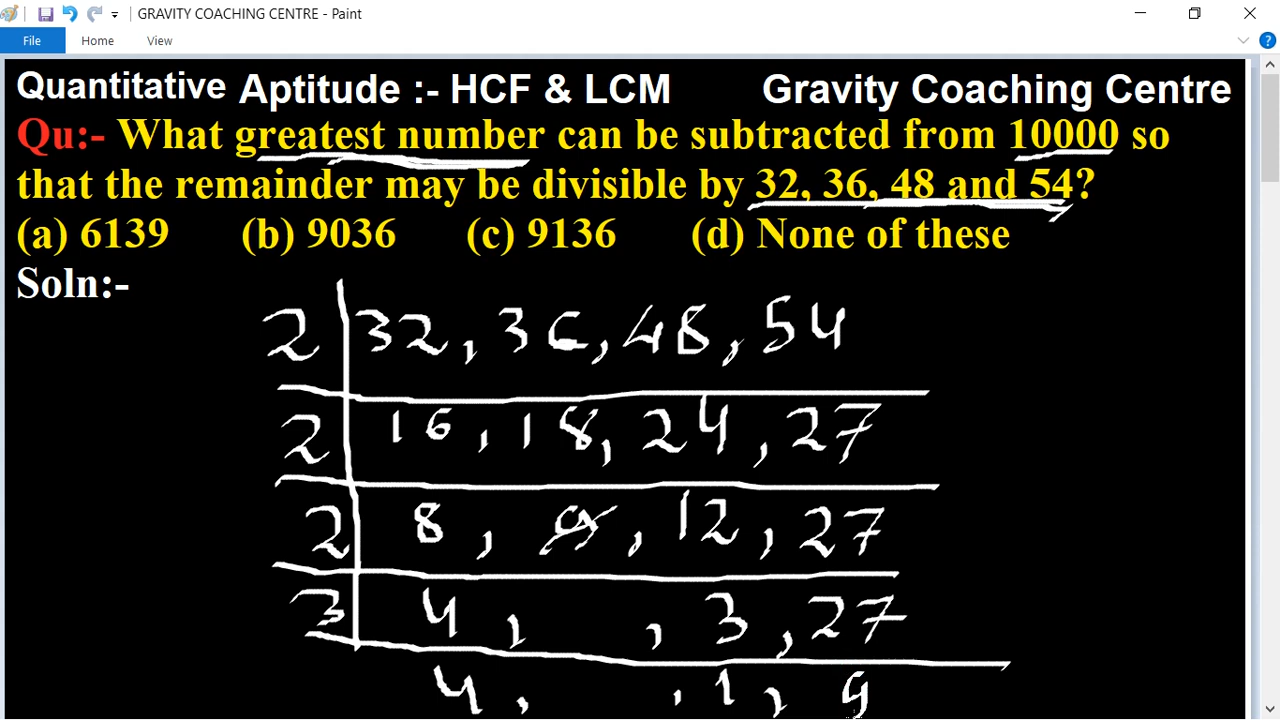 GRAVITY COACHING CENTRE - Paint
File Home View
Quantitative Aptitude :- HCF & LCM Gravity Coaching Centre
Qu:- What greatest number can be subtracted from 10000 so
that the remainder may be divisible by 32, 36, 48 and 54?
(a) 6139 (b) 9036 (c) 9136 (d) None of these
Soln:-
2 32, 36, 48, 54
2 16, 18, 24, 27
2 8, 9, 12, 27
3 4, , 3, 27
4, , 1, 9